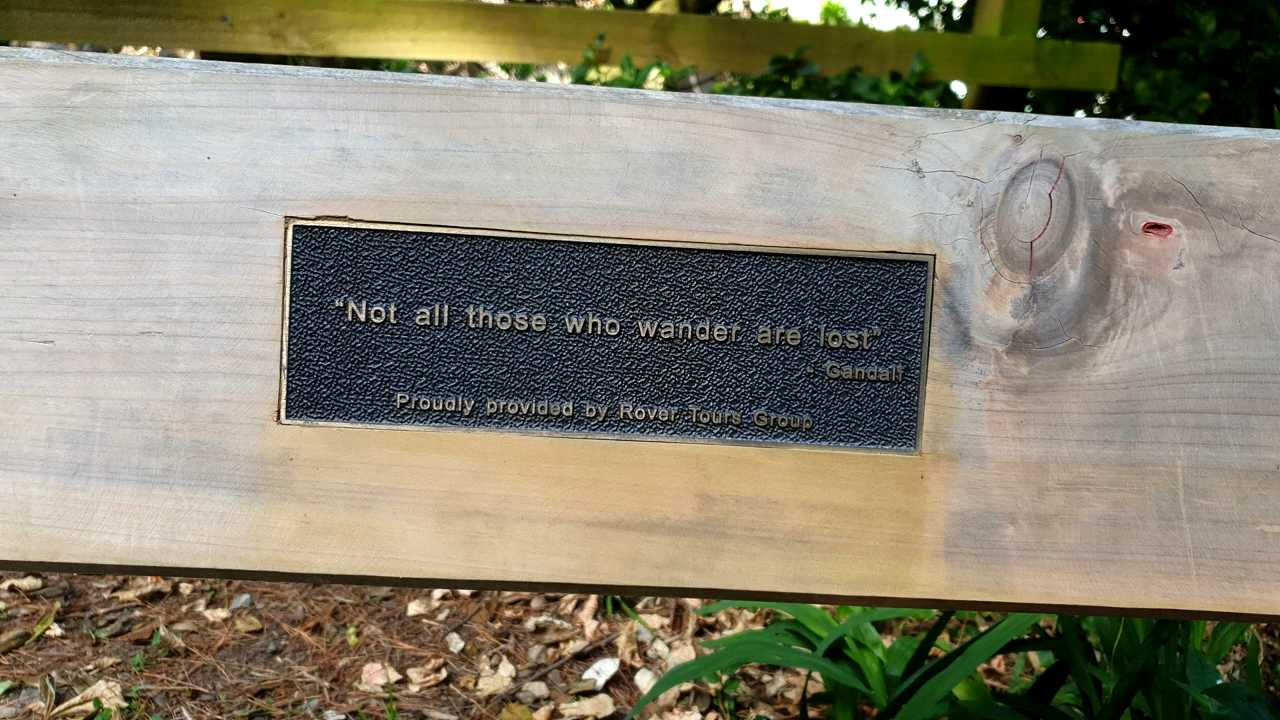 “Not all those who wander are lost”
- Gandalf
Proudly provided by Rover Tours Group